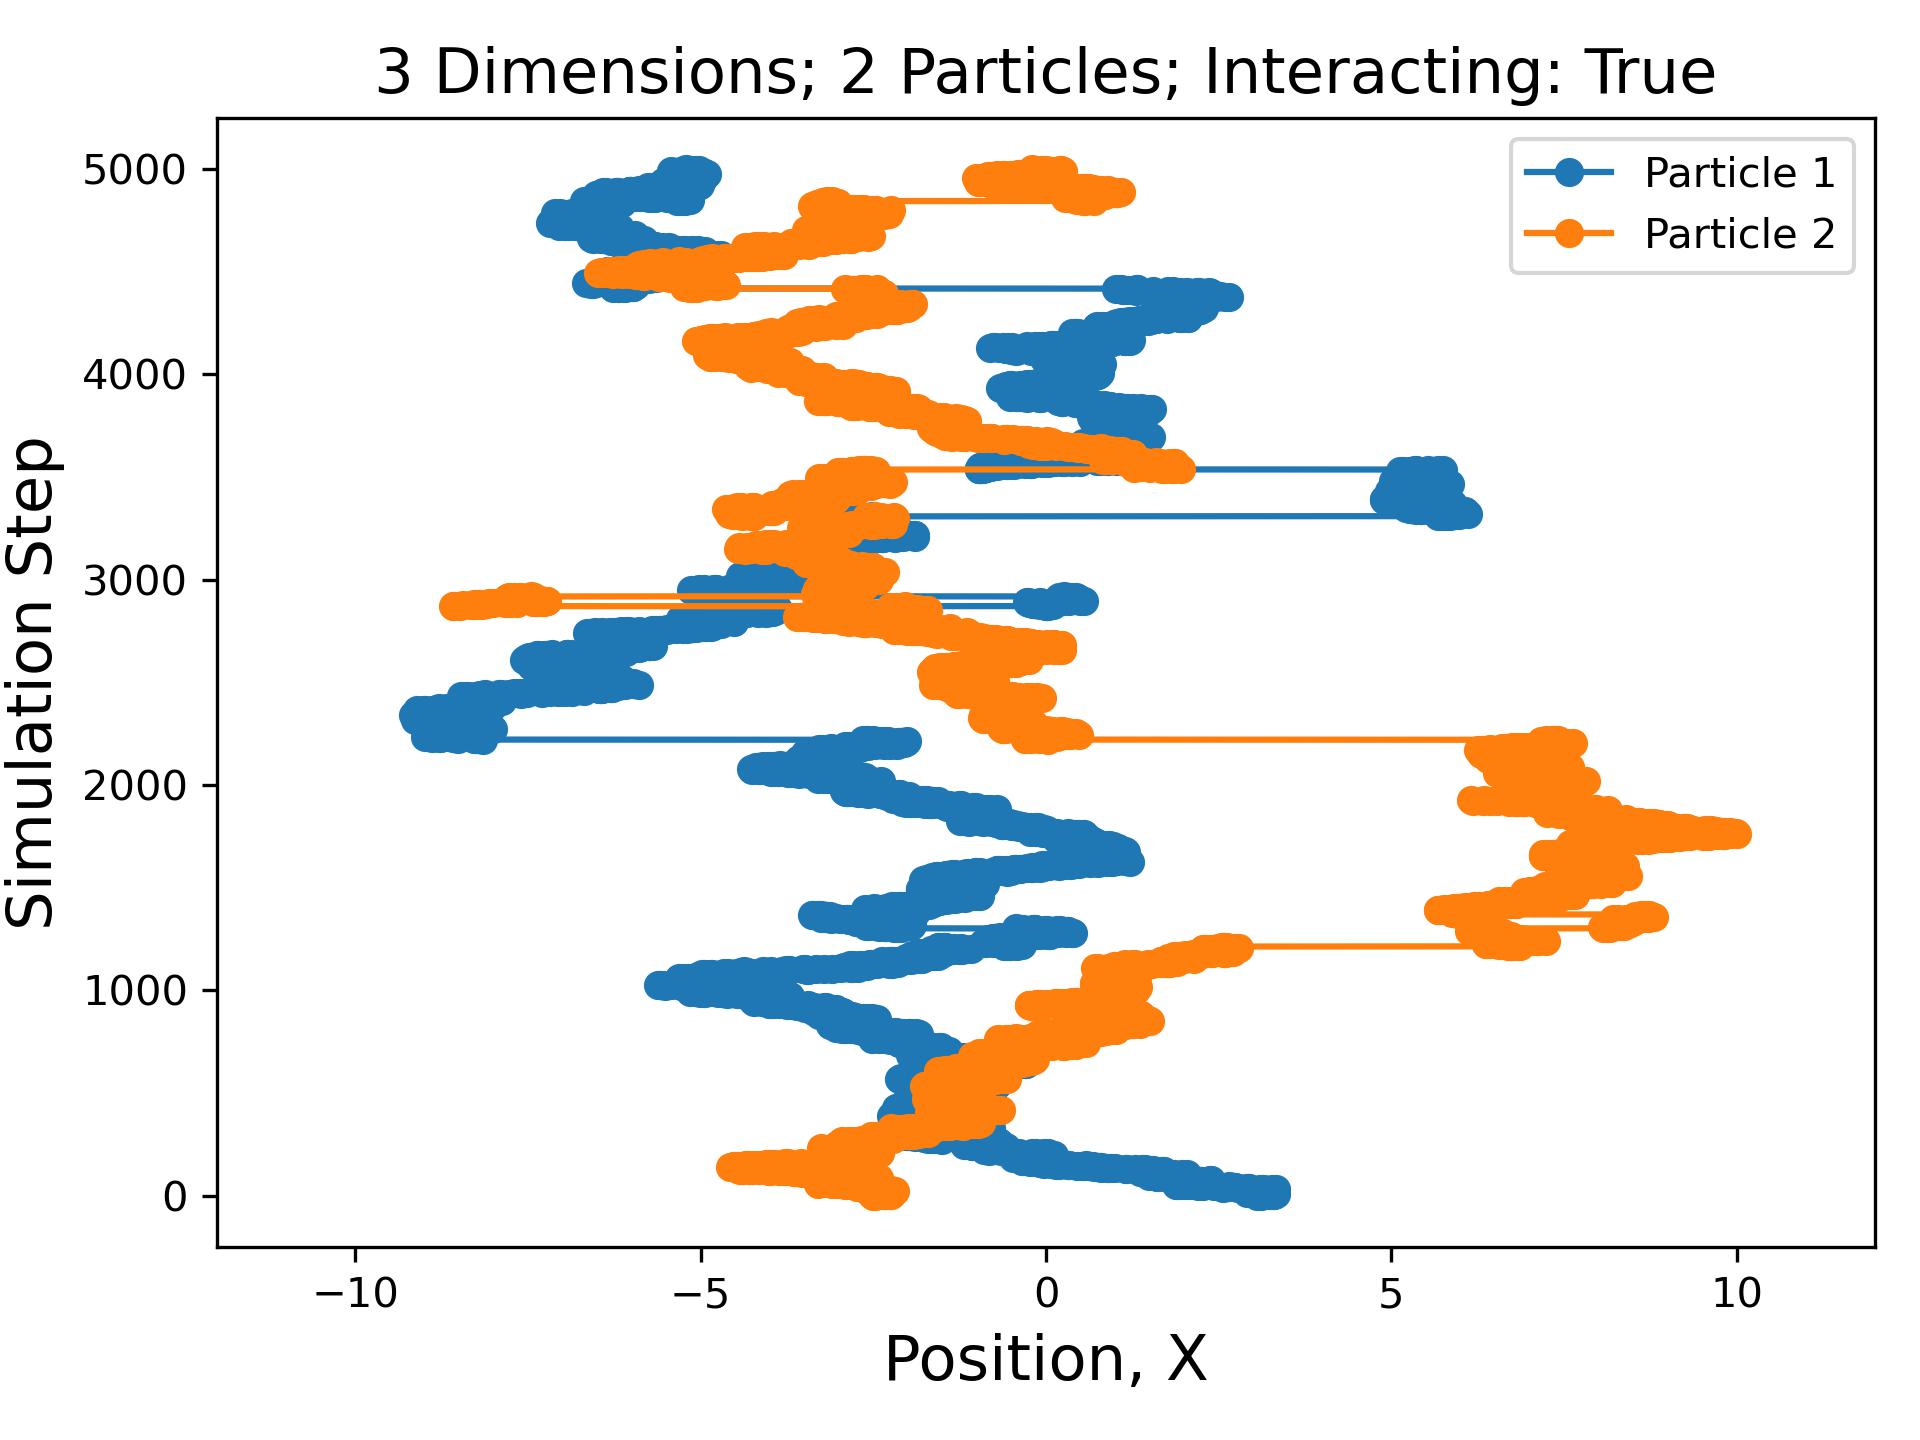 3 Dimensions; 2 Particles; Interacting: True
Particle 1
Particle 2
Simulation Step
5000
4000
3000
2000
1000
0
−10
−5
0
5
10
Position, X